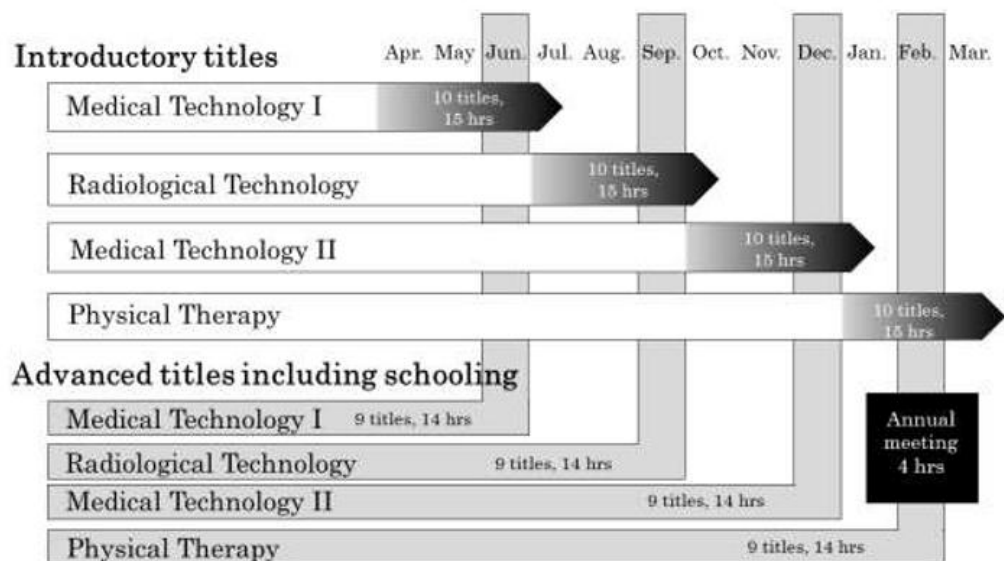 Apr. May Jun. Jul. Aug. Sep. Oct. Nov. Dec. Jan. Feb. Mar.
Introductory titles
Medical Technology I
10 titles,
15 hrs
Radiological Technology
10 titles,
15 hrs
Medical Technology II
10 titles,
15 hrs
Physical Therapy
10 titles,
15 hrs
Advanced titles including schooling
Medical Technology I 9 titles, 14 hrs
Radiological Technology 9 titles, 14 hrs
Medical Technology II 9 titles, 14 hrs
Physical Therapy 9 titles, 14 hrs
Annual
meeting
4 hrs